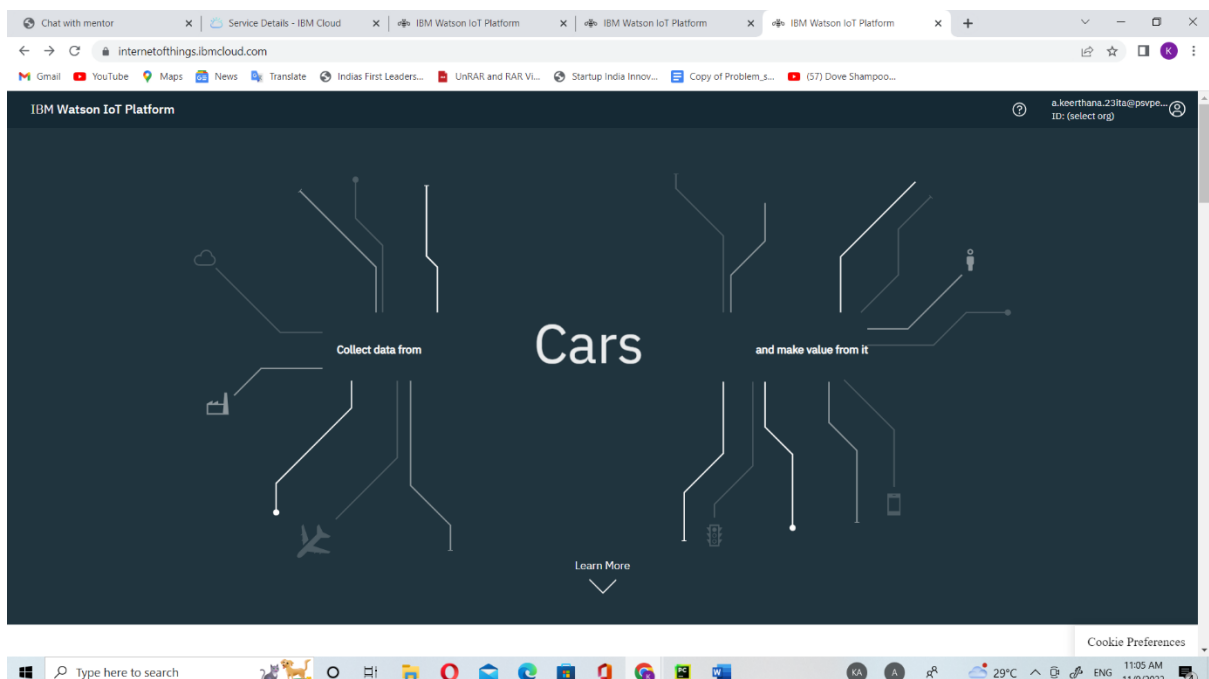 Chat with mentor
Service Details - IBM Cloud
IBM Watson IoT Platform
IBM Watson IoT Platform
IBM Watson IoT Platform
internetofthings.ibmcloud.com
K
Gmail
YouTube
Maps
News
Translate
Indias First Leaders...
UnRAR and RAR Vi...
Startup India Innov...
Copy of Problem_s...
(57) Dove Shampoo...
IBM Watson IoT Platform
a.keerthana.23ita@psvpe...
ID: (select org)
Collect data from
Cars
and make value from it
Learn More
Cookie Preferences
Type here to search
KA
A
29°C
ENG
11:05 AM